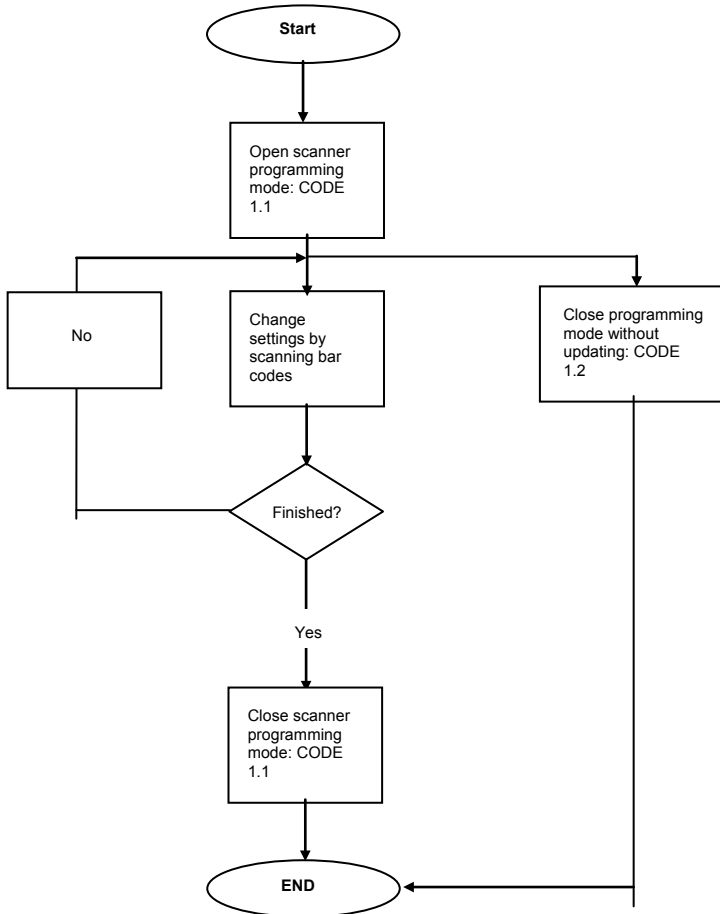 Start
Open scanner
programming
mode: CODE
1.1
No
Change
settings by
scanning bar
codes
Close programming
mode without
updating: CODE
1.2
Finished?
Yes
Close scanner
programming
mode: CODE
1.1
END